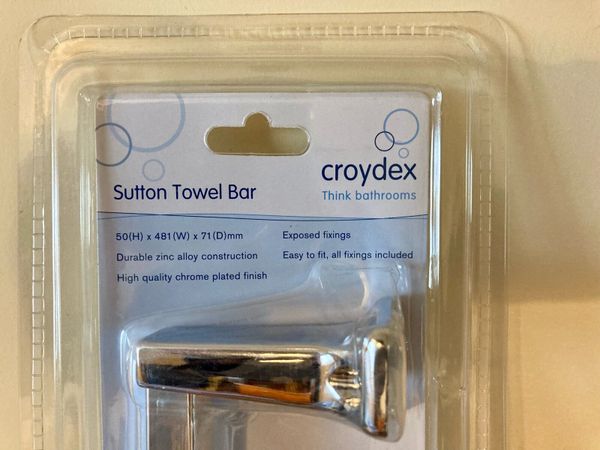 croydex
Sutton Towel Bar
Think bathrooms
50(H) x 481(W) x 71(D)mm
Durable zinc alloy construction
High quality chrome plated finish
Exposed fixings
Easy to fit, all fixings included